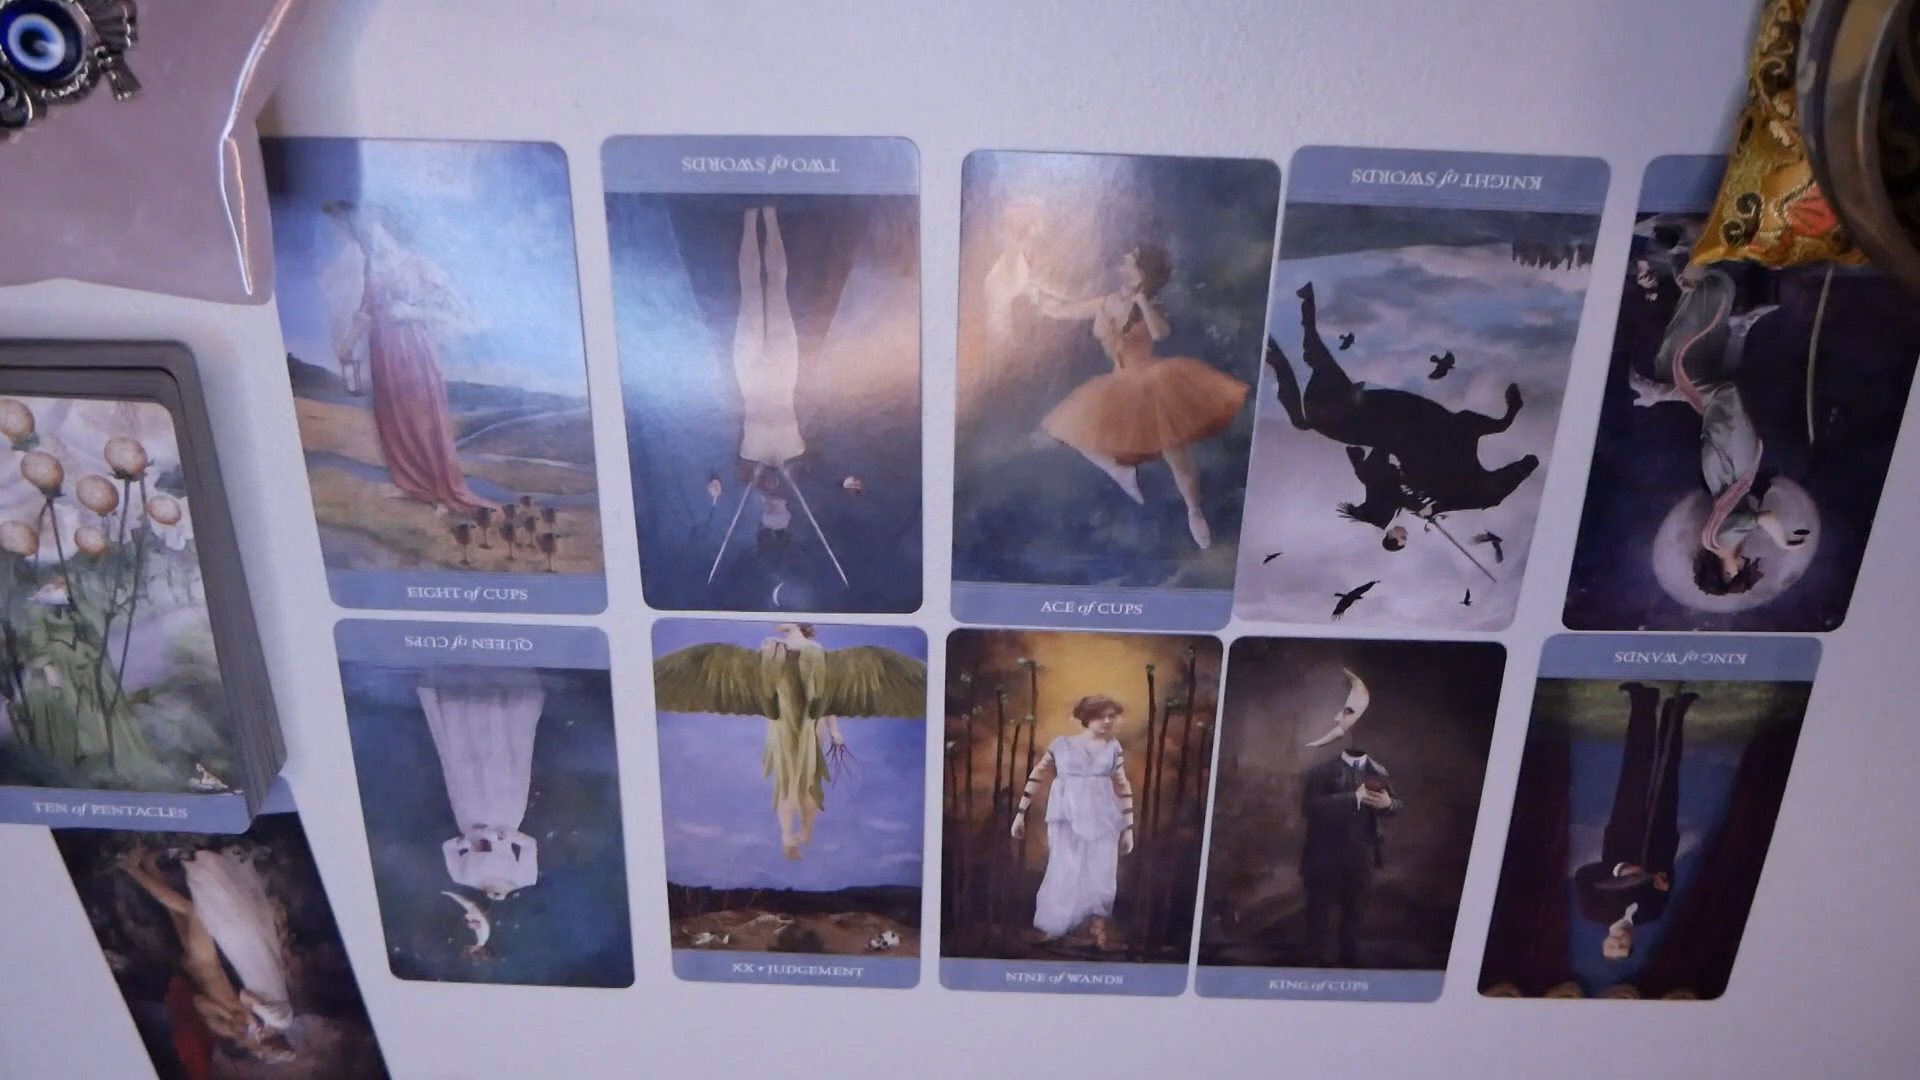 TWO of SWORDS
KNIGHT of SWORDS
EIGHT of CUPS
ACE of CUPS
QUEEN of CUPS
KING of WANDS
TEN of PENTACLES
XX • JUDGEMENT
NINE of WANDS
KING of CUPS